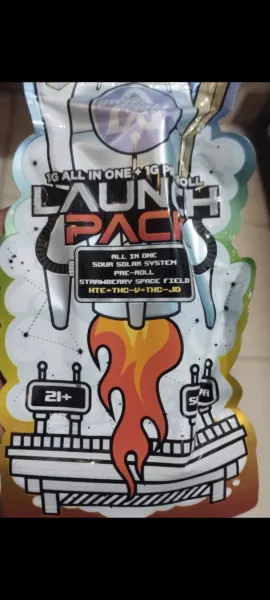 1G ALL IN ONE + 1G PRE-ROLL
LAUNCH
PACK
ALL IN ONE
SOUR SOLAR SYSTEM
PRE-ROLL
STRAWBERRY SPACE FIELD
HTE+THC-V+THC-JD
21+